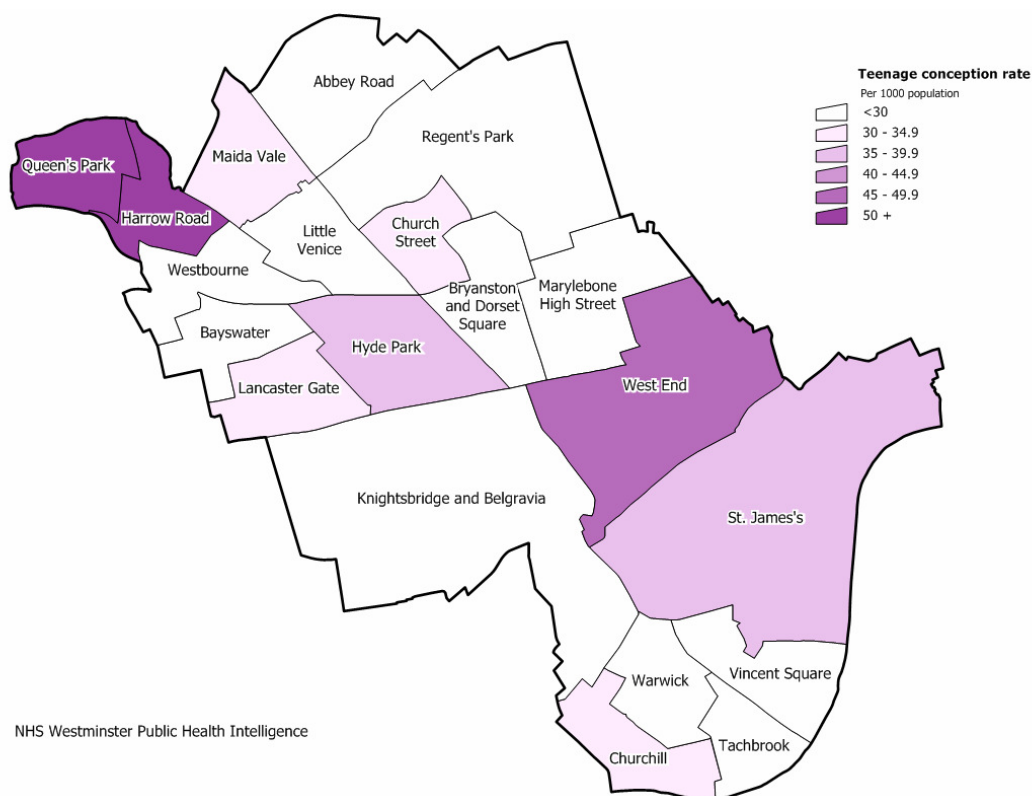 Teenage conception rate
Per 1000 population
<30
30 - 34.9
35 - 39.9
40 - 44.9
45 - 49.9
50 +
Abbey Road
Regent's Park
Maida Vale
Queen's Park
Harrow Road
Church
Street
Little
Venice
Westbourne
Marylebone
High Street
Bryanston
and Dorset
Square
Bayswater
Hyde Park
Lancaster Gate
West End
Knightsbridge and Belgravia
St. James's
Vincent Square
Warwick
Tachbrook
Churchill
NHS Westminster Public Health Intelligence